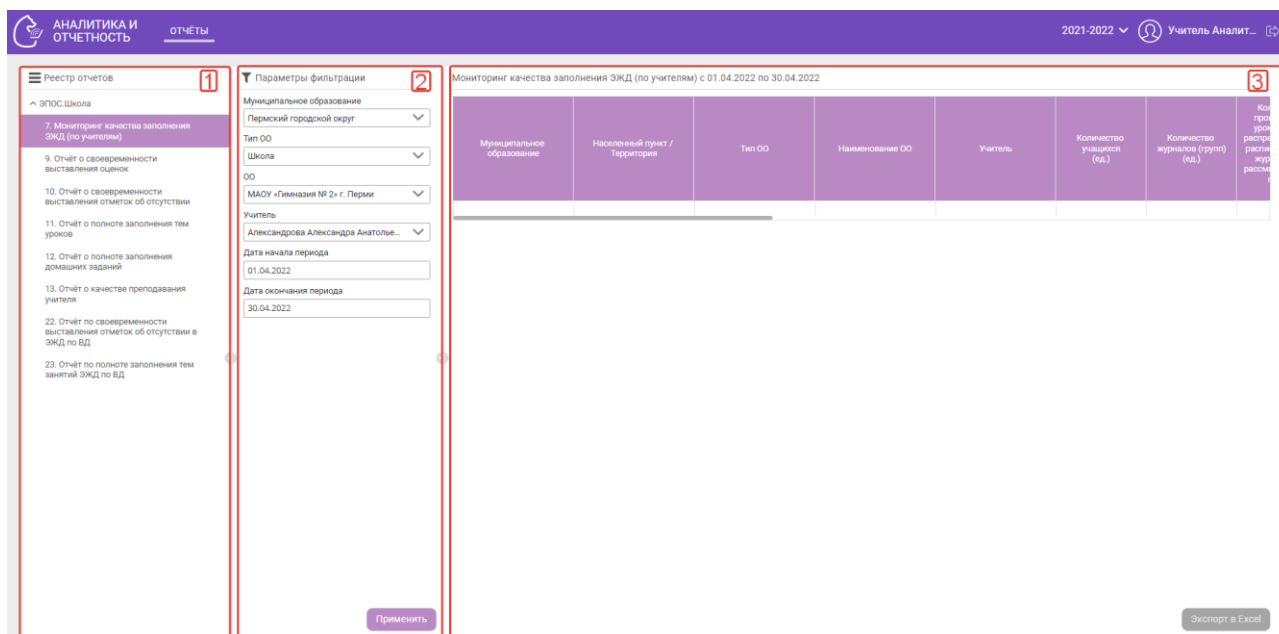 АНАЛИТИКА И
ОТЧЕТНОСТЬ
ОТЧЁТЫ
2021-2022
Учитель Аналит...
Реестр отчетов
1
ЭПОС.Школа
7. Мониторинг качества заполнения
ЭЖД (по учителям)
9. Отчёт о своевременности
выставления оценок
10. Отчёт о своевременности
выставления отметок об отсутствии
11. Отчёт о полноте заполнения тем
уроков
12. Отчёт о полноте заполнения
домашних заданий
13. Отчёт о качестве преподавания
учителя
22. Отчёт по своевременности
выставления отметок об отсутствии в
ЭЖД по ВД
23. Отчёт по полноте заполнения тем
занятий ЭЖД по ВД
Параметры фильтрации
2
Муниципальное образование
Пермский городской округ
Тип ОО
Школа
ОО
МАОУ «Гимназия № 2» г. Перми
Учитель
Александрова Александра Анатолье...
Дата начала периода
01.04.2022
Дата окончания периода
30.04.2022
Применить
Мониторинг качества заполнения ЭЖД (по учителям) с 01.04.2022 по 30.04.2022
3
Муниципальное
образование
Населенный пункт /
Территория
Тип ОО
Наименование ОО
Учитель
Количество
учащихся
(ед.)
Количество
журналов (групп)
(ед.)
Экспорт в Excel